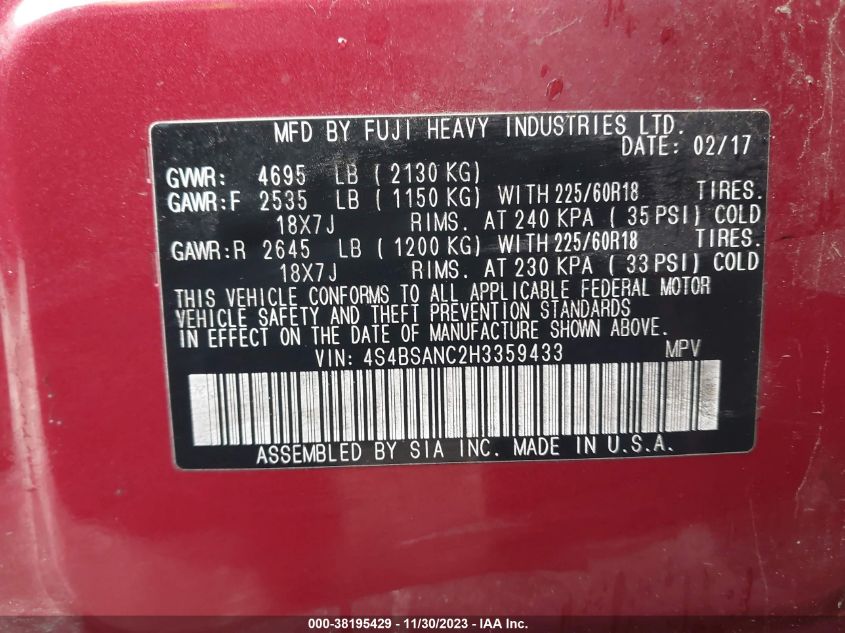 MFD BY FUJI HEAVY INDUSTRIES LTD.
DATE: 02/17
GVWR: 4695 LB ( 2130 KG)
GAWR:F 2535 LB ( 1150 KG) WITH 225/60R18 TIRES.
18X7J RIMS. AT 240 KPA ( 35 PSI) COLD
GAWR:R 2645 LB ( 1200 KG) WITH 225/60R18 TIRES.
18X7J RIMS. AT 230 KPA ( 33 PSI) COLD
THIS VEHICLE CONFORMS TO ALL APPLICABLE FEDERAL MOTOR
VEHICLE SAFETY AND THEFT PREVENTION STANDARDS
IN EFFECT ON THE DATE OF MANUFACTURE SHOWN ABOVE.
VIN: 4S4BSANC2H3359433 MPV
ASSEMBLED BY SIA INC. MADE IN U.S.A.
000-38195429 - 11/30/2023 - IAA Inc.